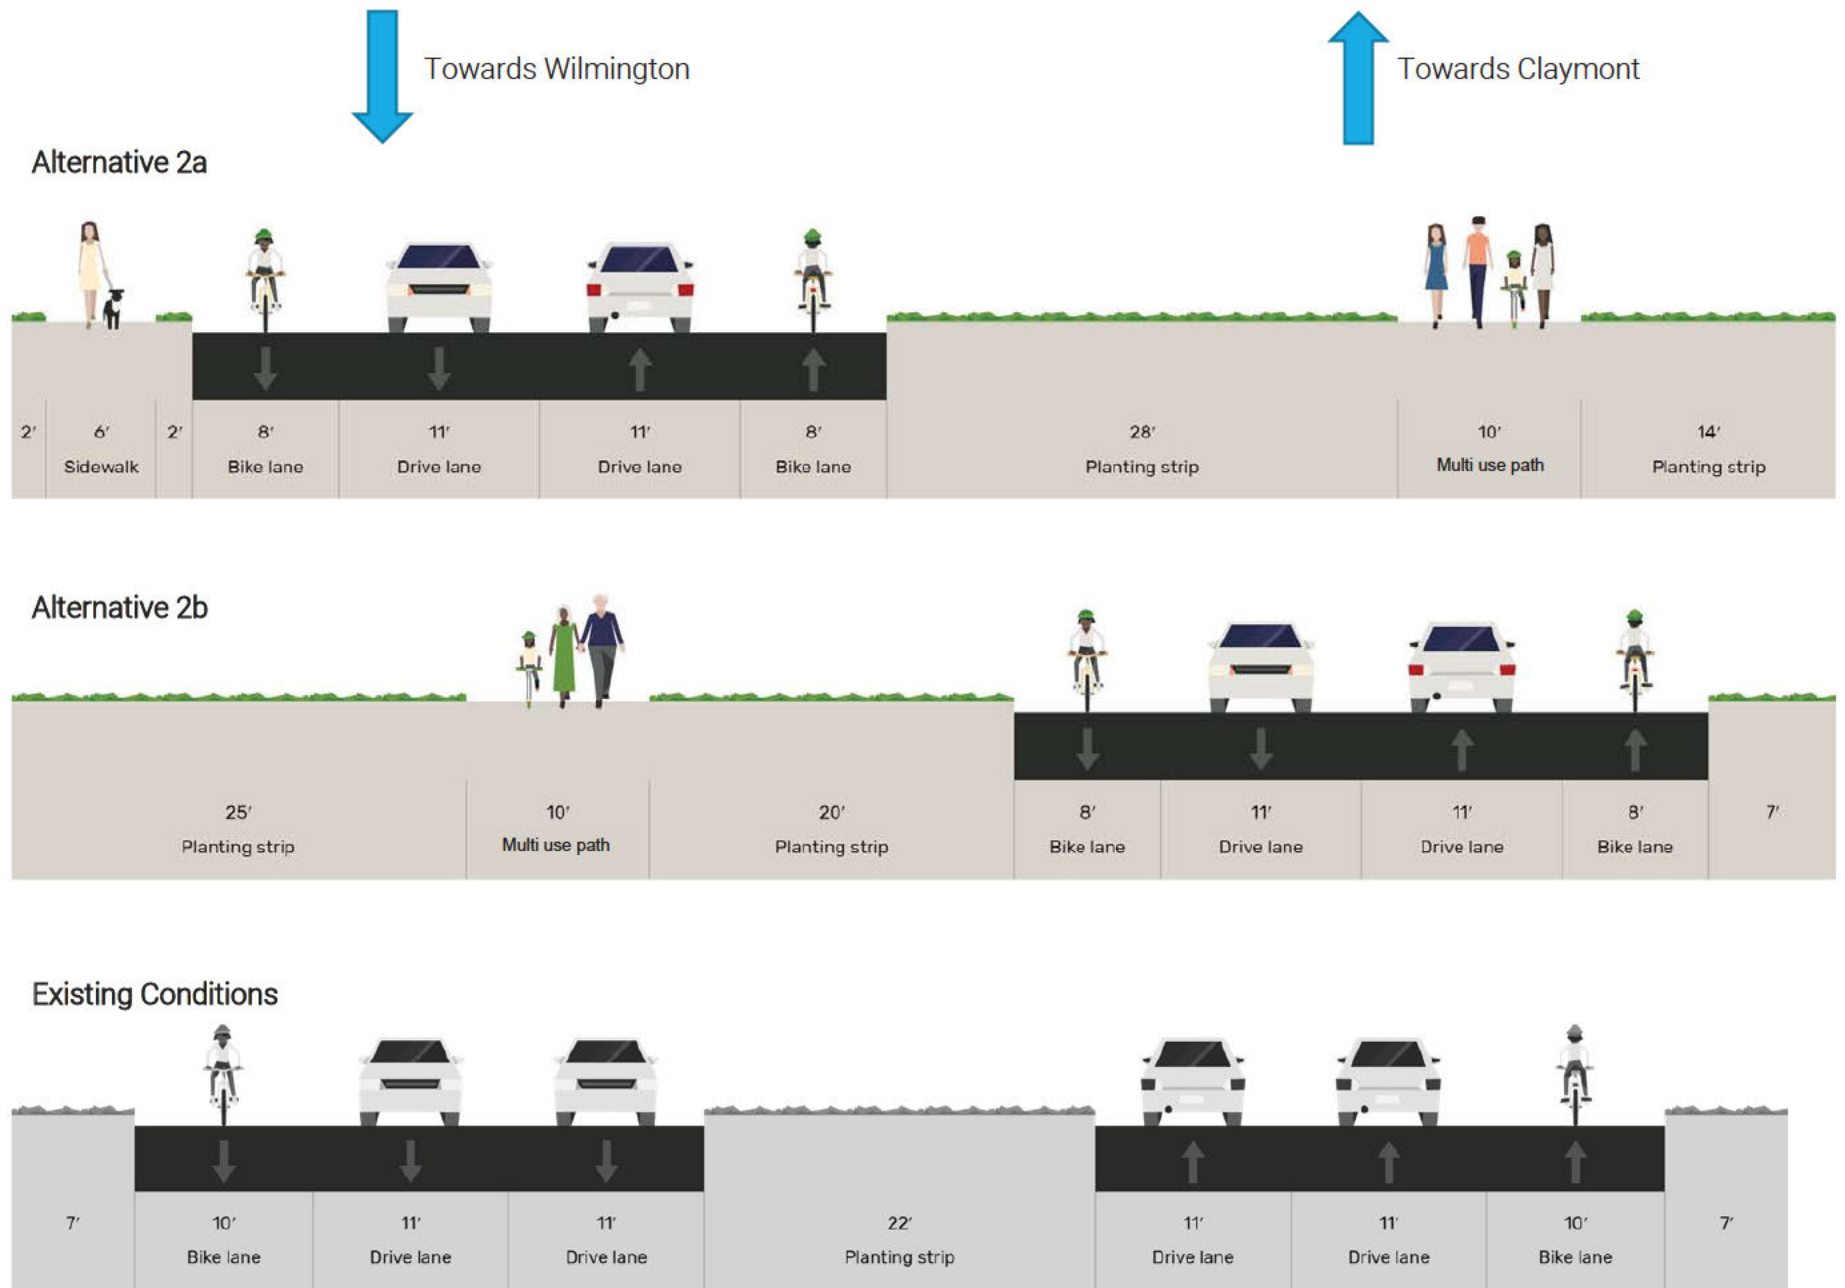 Towards Wilmington
Towards Claymont
Alternative 2a
2' 6' 2' 8' 11' 11' 8' 28' 10' 14'
Sidewalk Bike lane Drive lane Drive lane Bike lane Planting strip Multi use path Planting strip
Alternative 2b
25' 10' 20' 8' 11' 11' 8' 7'
Planting strip Multi use path Planting strip Bike lane Drive lane Drive lane Bike lane
Existing Conditions
7' 10' 11' 11' 22' 11' 11' 10' 7'
Bike lane Drive lane Drive lane Planting strip Drive lane Drive lane Bike lane